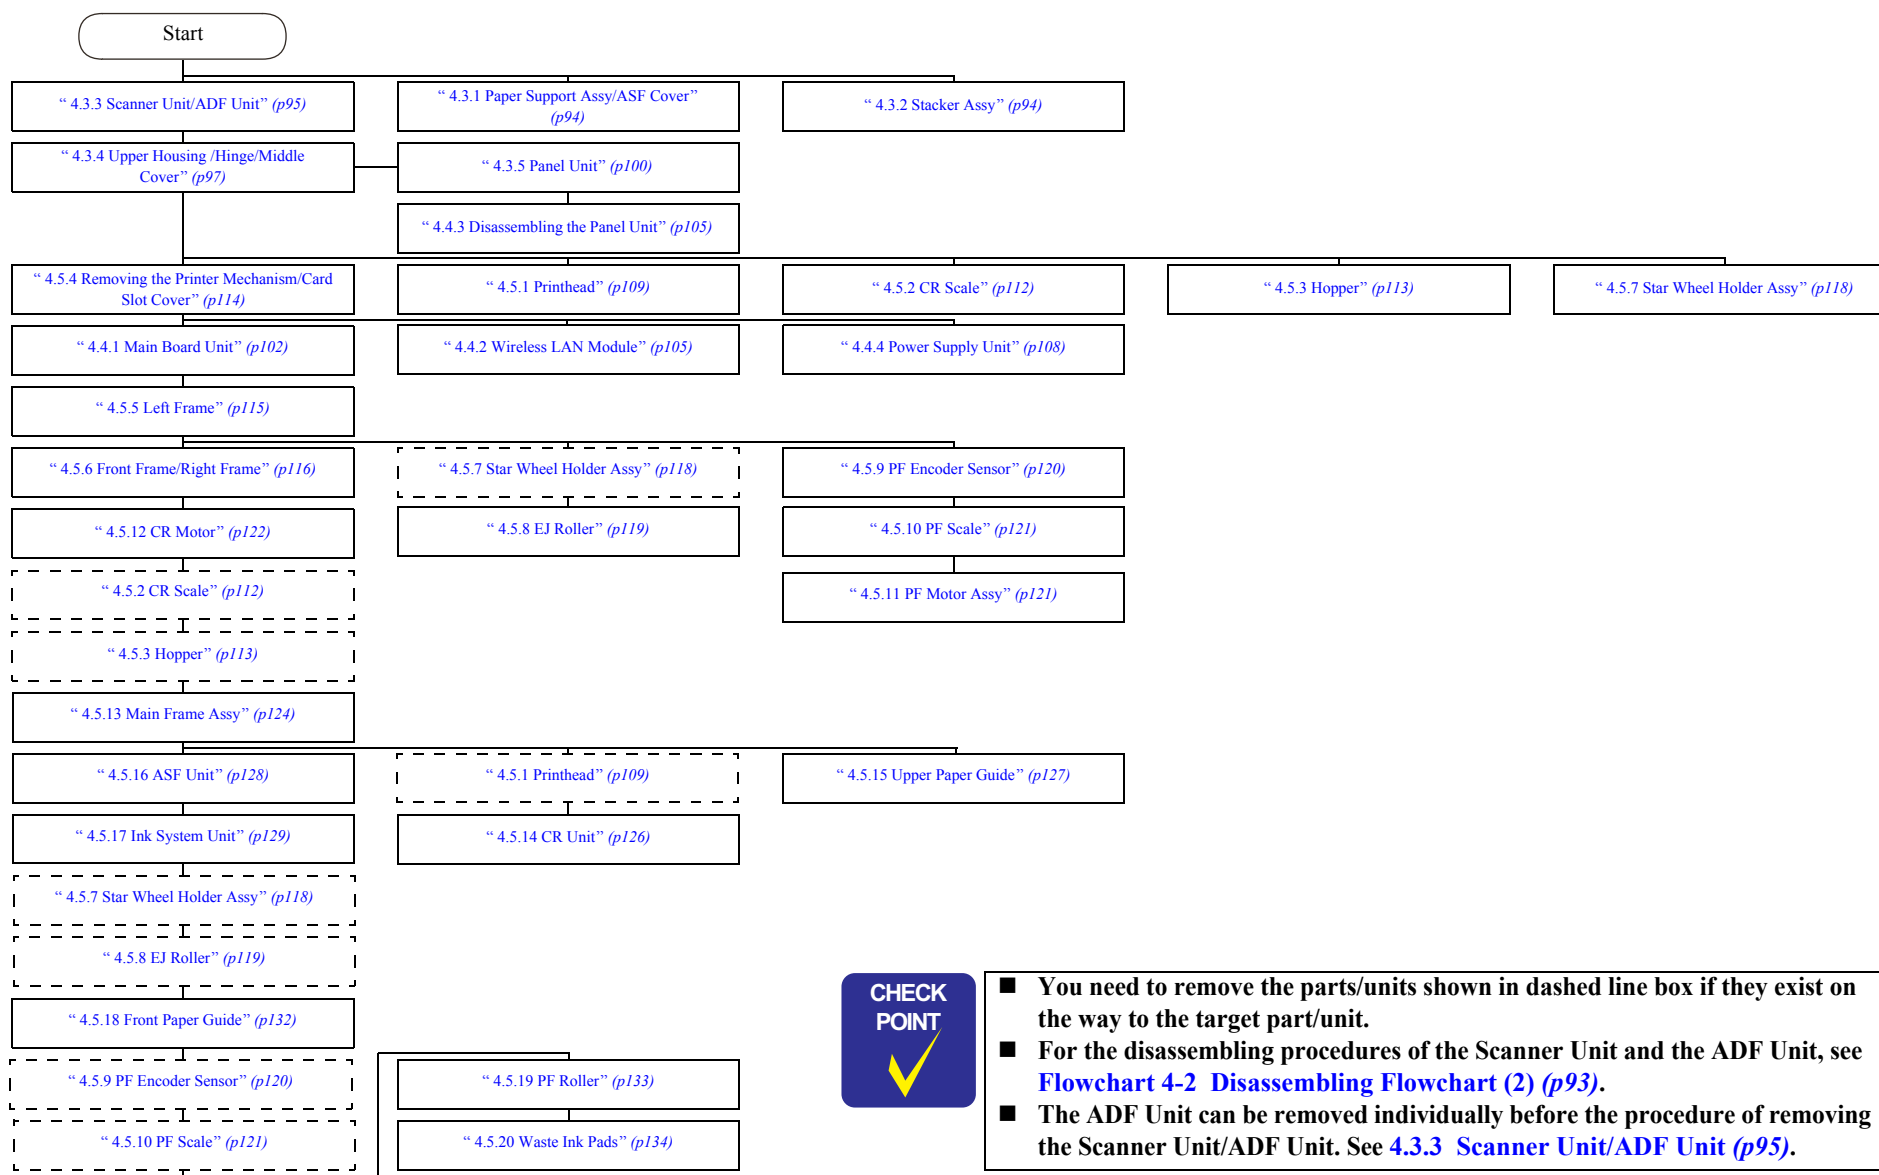 Start
“ 4.3.3 Scanner Unit/ADF Unit” (p95)
“ 4.3.1 Paper Support Assy/ASF Cover”
(p94)
“ 4.3.2 Stacker Assy” (p94)
“ 4.3.4 Upper Housing /Hinge/Middle
Cover” (p97)
“ 4.3.5 Panel Unit” (p100)
“ 4.4.3 Disassembling the Panel Unit” (p105)
“ 4.5.4 Removing the Printer Mechanism/Card
Slot Cover” (p114)
“ 4.5.1 Printhead” (p109)
“ 4.5.2 CR Scale” (p112)
“ 4.5.3 Hopper” (p113)
“ 4.5.7 Star Wheel Holder Assy” (p118)
“ 4.4.1 Main Board Unit” (p102)
“ 4.4.2 Wireless LAN Module” (p105)
“ 4.4.4 Power Supply Unit” (p108)
“ 4.5.5 Left Frame” (p115)
“ 4.5.6 Front Frame/Right Frame” (p116)
“ 4.5.7 Star Wheel Holder Assy” (p118)
“ 4.5.9 PF Encoder Sensor” (p120)
“ 4.5.12 CR Motor” (p122)
“ 4.5.8 EJ Roller” (p119)
“ 4.5.10 PF Scale” (p121)
“ 4.5.2 CR Scale” (p112)
“ 4.5.11 PF Motor Assy” (p121)
“ 4.5.3 Hopper” (p113)
“ 4.5.13 Main Frame Assy” (p124)
“ 4.5.16 ASF Unit” (p128)
“ 4.5.1 Printhead” (p109)
“ 4.5.15 Upper Paper Guide” (p127)
“ 4.5.17 Ink System Unit” (p129)
“ 4.5.14 CR Unit” (p126)
“ 4.5.7 Star Wheel Holder Assy” (p118)
“ 4.5.8 EJ Roller” (p119)
“ 4.5.18 Front Paper Guide” (p132)
“ 4.5.9 PF Encoder Sensor” (p120)
“ 4.5.19 PF Roller” (p133)
“ 4.5.10 PF Scale” (p121)
“ 4.5.20 Waste Ink Pads” (p134)
CHECK
POINT
■ You need to remove the parts/units shown in dashed line box if they exist on
the way to the target part/unit.
■ For the disassembling procedures of the Scanner Unit and the ADF Unit, see
Flowchart 4-2 Disassembling Flowchart (2) (p93).
■ The ADF Unit can be removed individually before the procedure of removing
the Scanner Unit/ADF Unit. See 4.3.3 Scanner Unit/ADF Unit (p95).